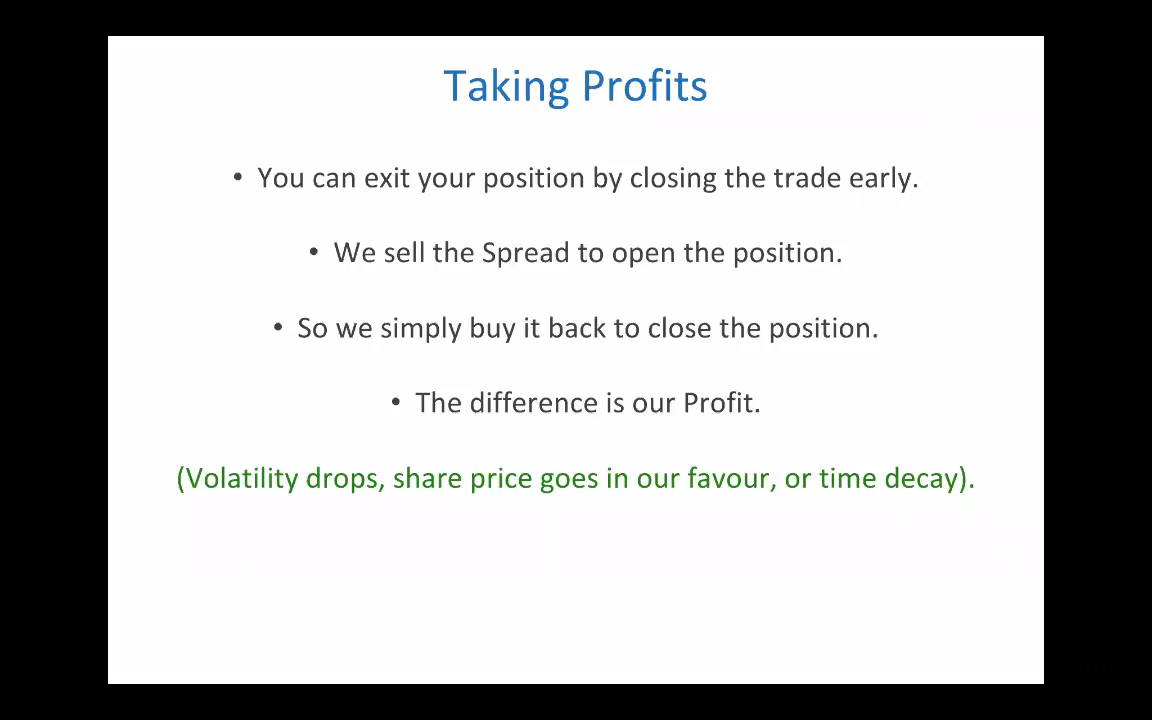 Taking Profits
• You can exit your position by closing the trade early.
• We sell the Spread to open the position.
• So we simply buy it back to close the position.
• The difference is our Profit.
(Volatility drops, share price goes in our favour, or time decay).